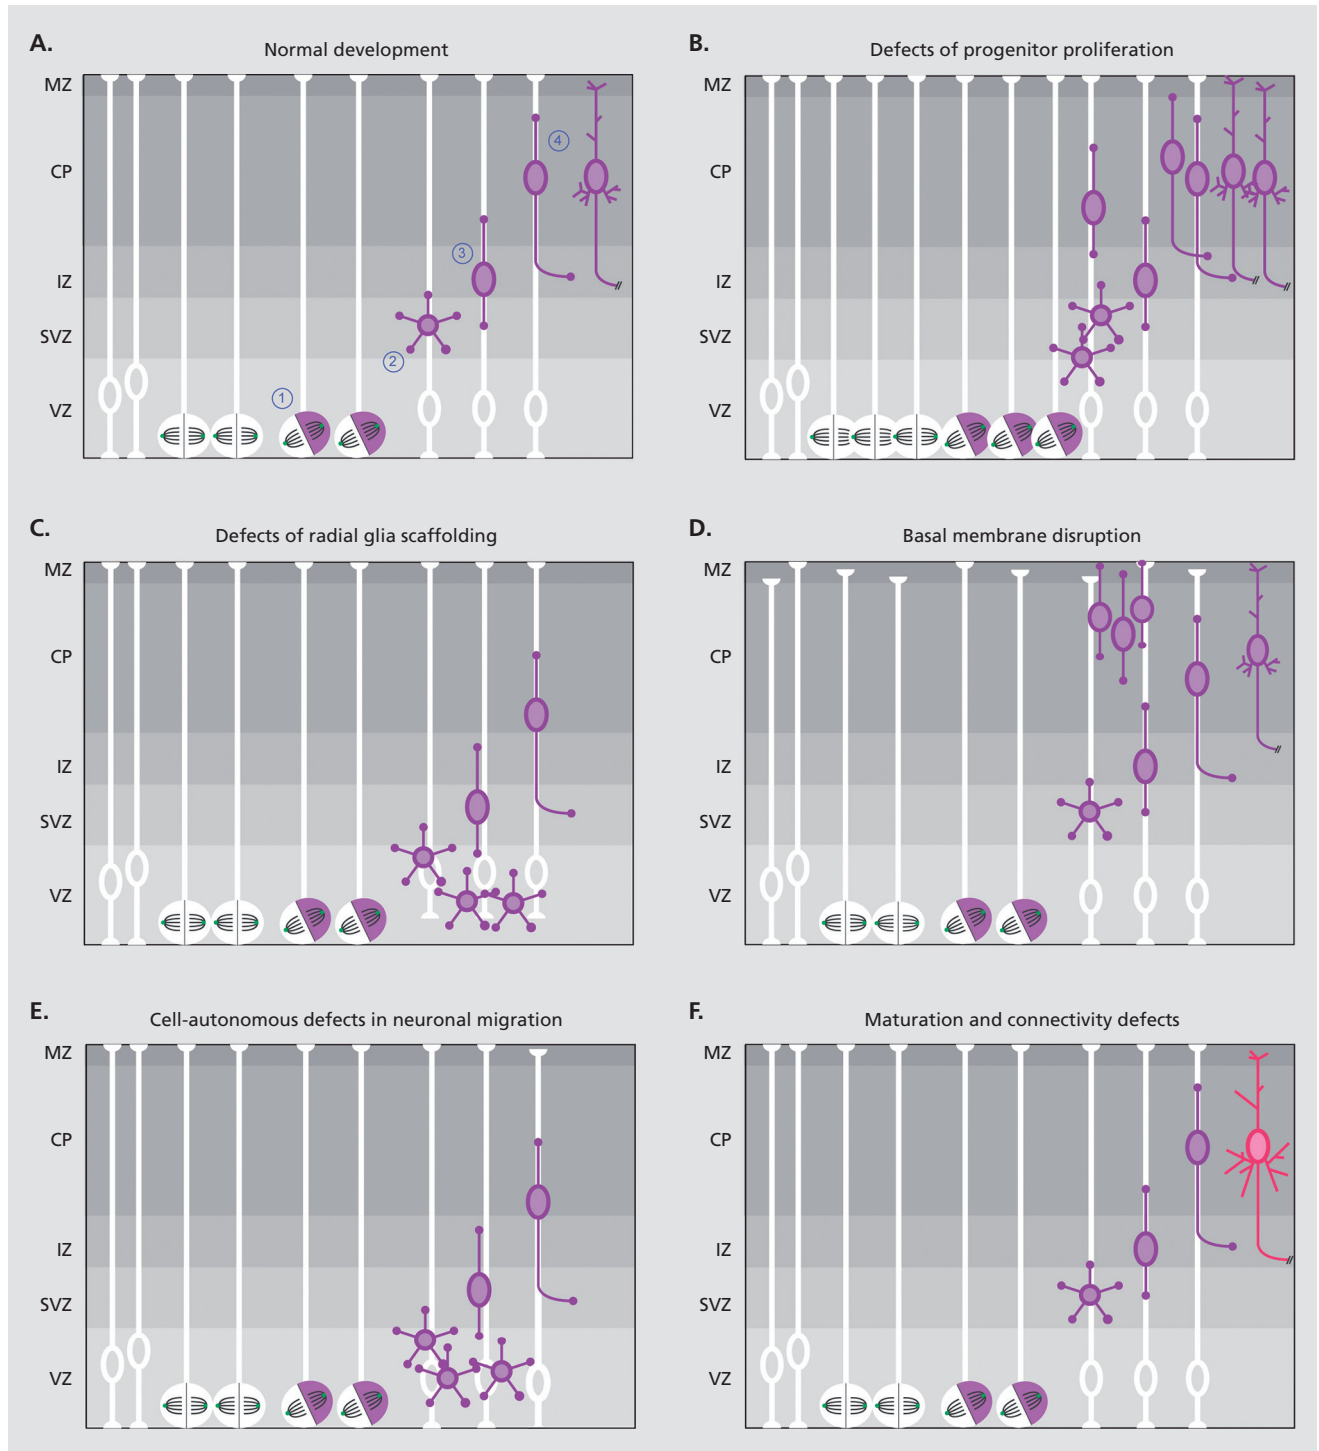 A.
Normal development
MZ
CP
IZ
SVZ
VZ
1
2
3
4
B.
Defects of progenitor proliferation
MZ
CP
IZ
SVZ
VZ
C.
Defects of radial glia scaffolding
MZ
CP
IZ
SVZ
VZ
D.
Basal membrane disruption
MZ
CP
IZ
SVZ
VZ
E.
Cell-autonomous defects in neuronal migration
MZ
CP
IZ
SVZ
VZ
F.
Maturation and connectivity defects
MZ
CP
IZ
SVZ
VZ